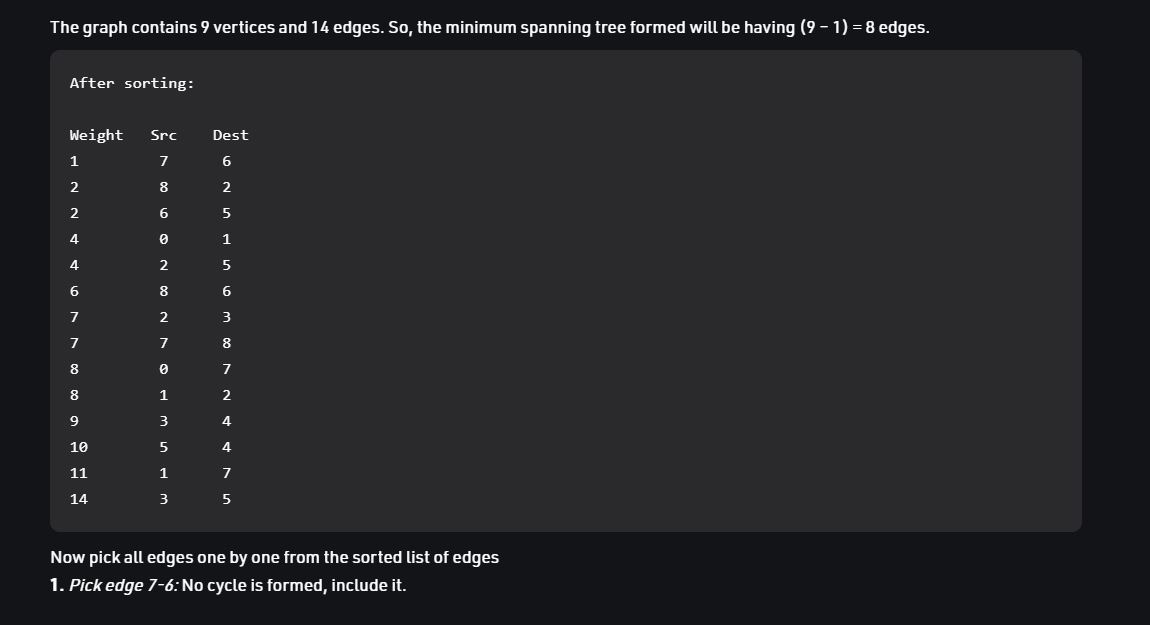 The graph contains 9 vertices and 14 edges. So, the minimum spanning tree formed will be having (9 – 1) = 8 edges.
After sorting:
Weight Src Dest
1 7 6
2 8 2
2 6 5
4 0 1
4 2 5
6 8 6
7 2 3
7 7 8
8 0 7
8 1 2
9 3 4
10 5 4
11 1 7
14 3 5
Now pick all edges one by one from the sorted list of edges
1. Pick edge 7-6: No cycle is formed, include it.